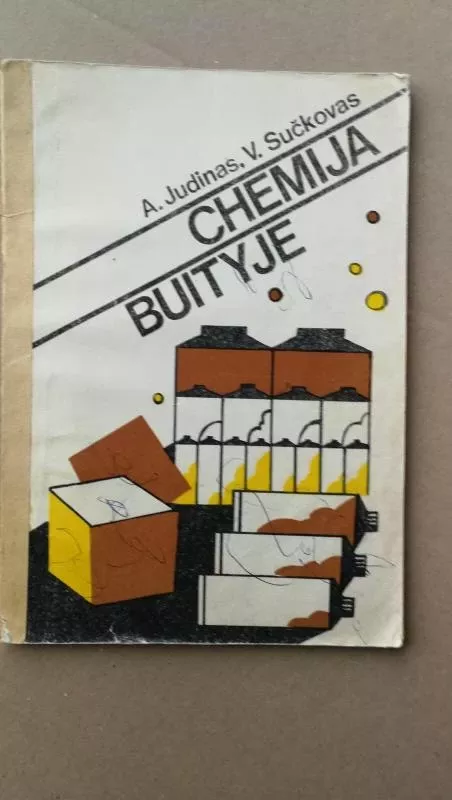 A. Judinas, V. Sučkovas
CHEMIJA
BUITYJE